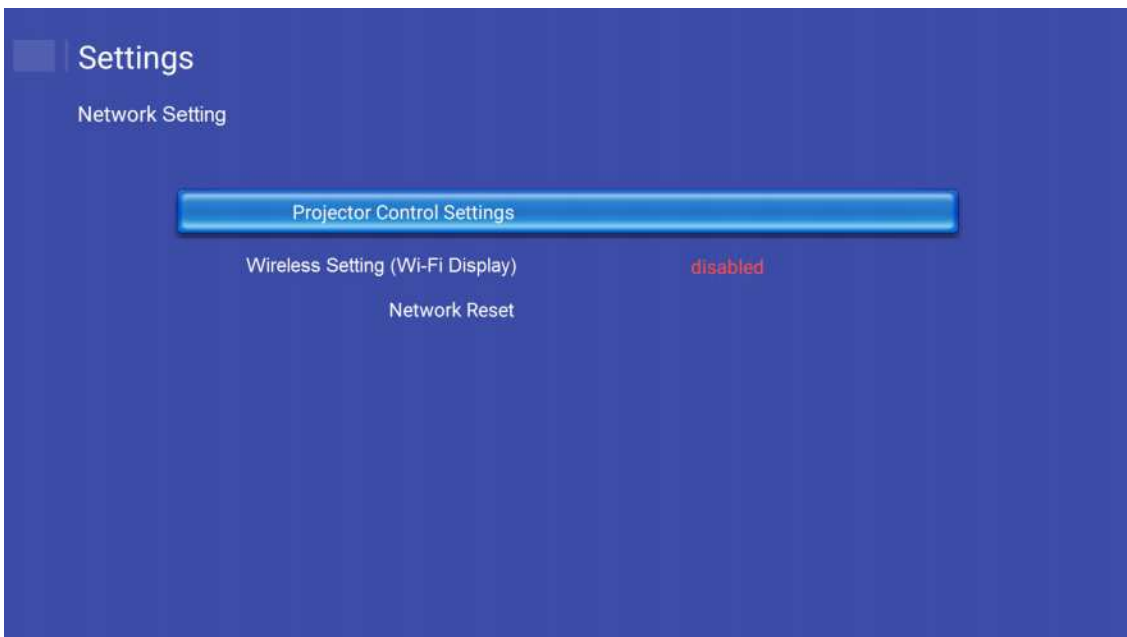 Settings
Network Setting
Projector Control Settings
Wireless Setting (Wi-Fi Display) disabled
Network Reset